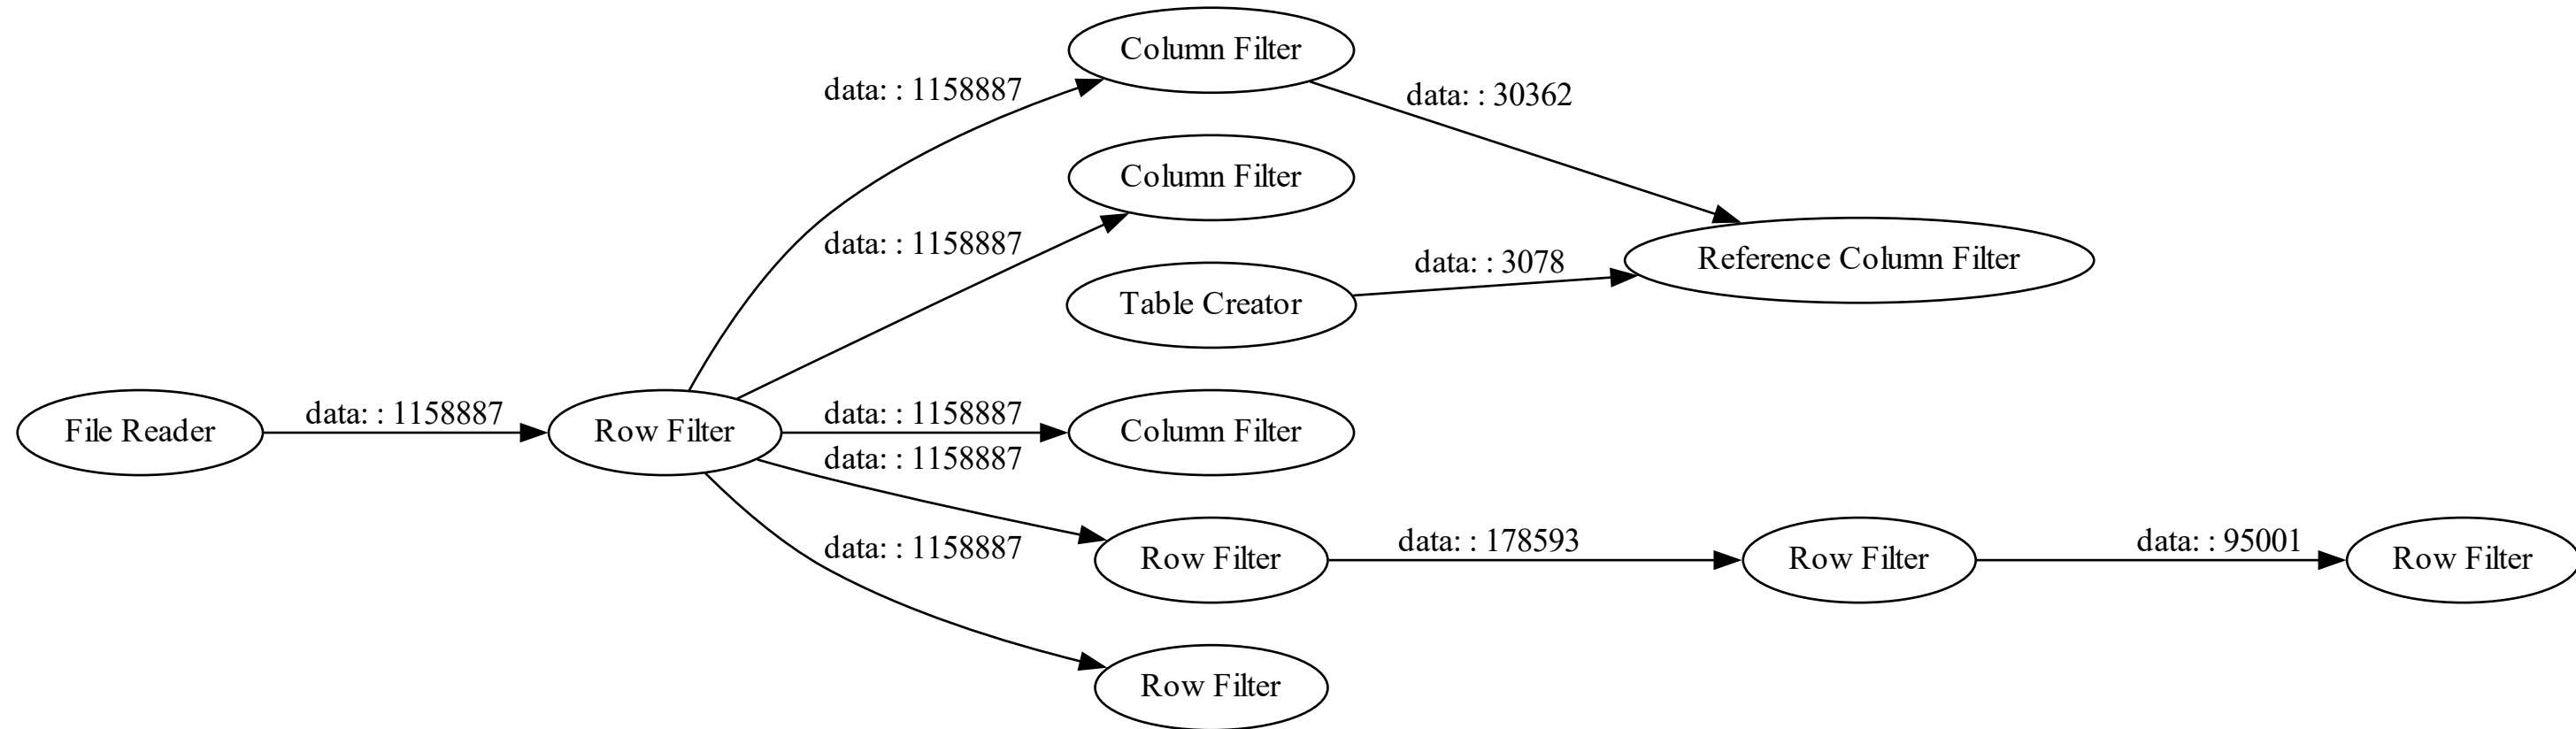 Column Filter
data: : 1158887
data: : 30362
Column Filter
data: : 1158887
data: : 3078
Reference Column Filter
Table Creator
File Reader
data: : 1158887
Row Filter
data: : 1158887
Column Filter
data: : 1158887
Row Filter
data: : 178593
Row Filter
data: : 95001
Row Filter
data: : 1158887
Row Filter